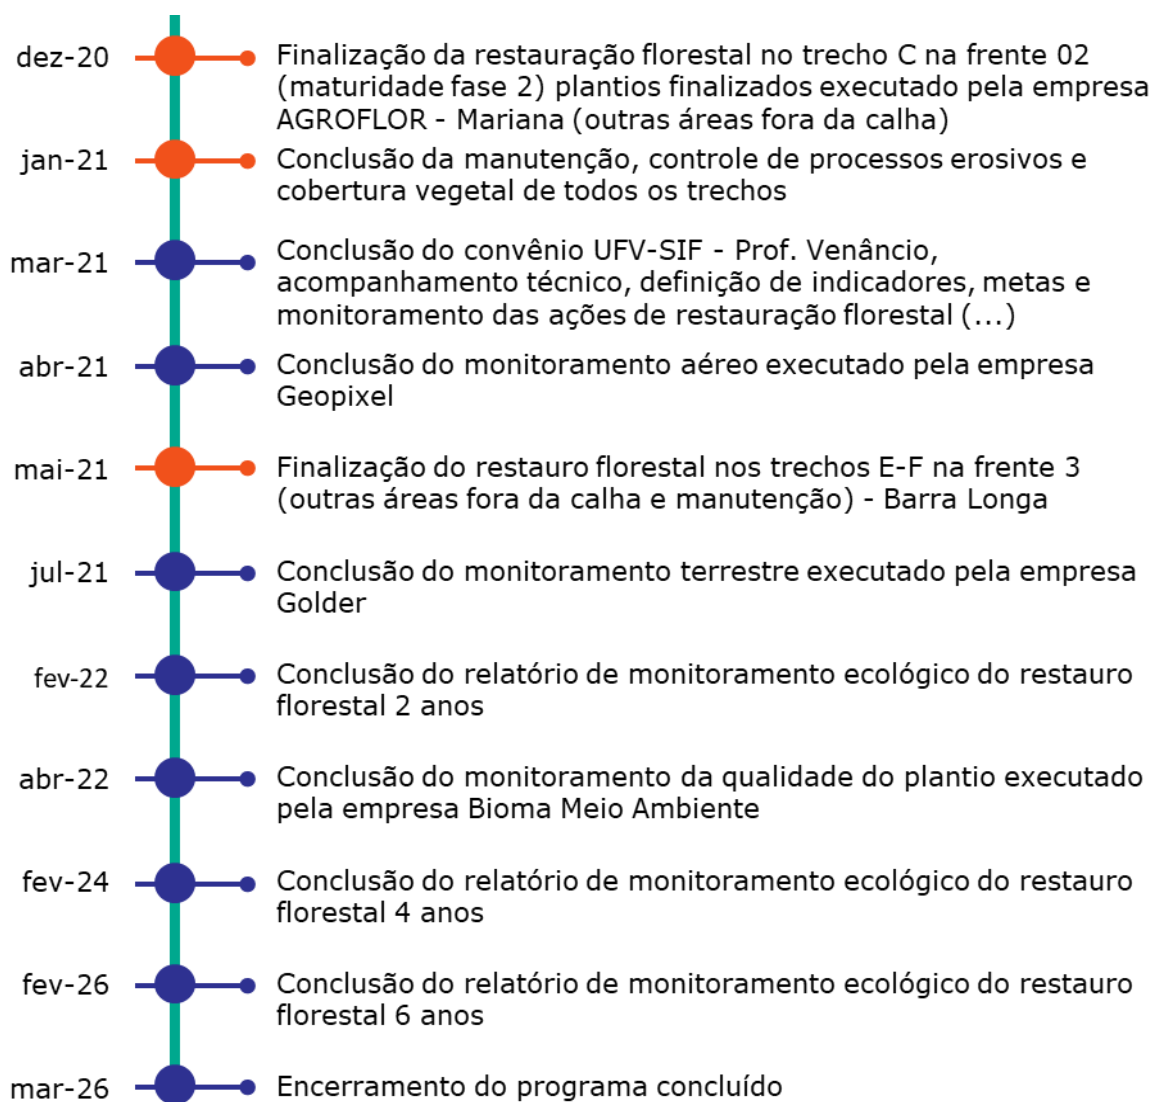 dez-20
Finalização da restauração florestal no trecho C na frente 02
(maturidade fase 2) plantios finalizados executado pela empresa
AGROFLOR - Mariana (outras áreas fora da calha)
jan-21
Conclusão da manutenção, controle de processos erosivos e
cobertura vegetal de todos os trechos
mar-21
Conclusão do convênio UFV-SIF - Prof. Venâncio,
acompanhamento técnico, definição de indicadores, metas e
monitoramento das ações de restauração florestal (...)
abr-21
Conclusão do monitoramento aéreo executado pela empresa
Geopixel
mai-21
Finalização do restauro florestal nos trechos E-F na frente 3
(outras áreas fora da calha e manutenção) - Barra Longa
jul-21
Conclusão do monitoramento terrestre executado pela empresa
Golder
fev-22
Conclusão do relatório de monitoramento ecológico do restauro
florestal 2 anos
abr-22
Conclusão do monitoramento da qualidade do plantio executado
pela empresa Bioma Meio Ambiente
fev-24
Conclusão do relatório de monitoramento ecológico do restauro
florestal 4 anos
fev-26
Conclusão do relatório de monitoramento ecológico do restauro
florestal 6 anos
mar-26
Encerramento do programa concluído